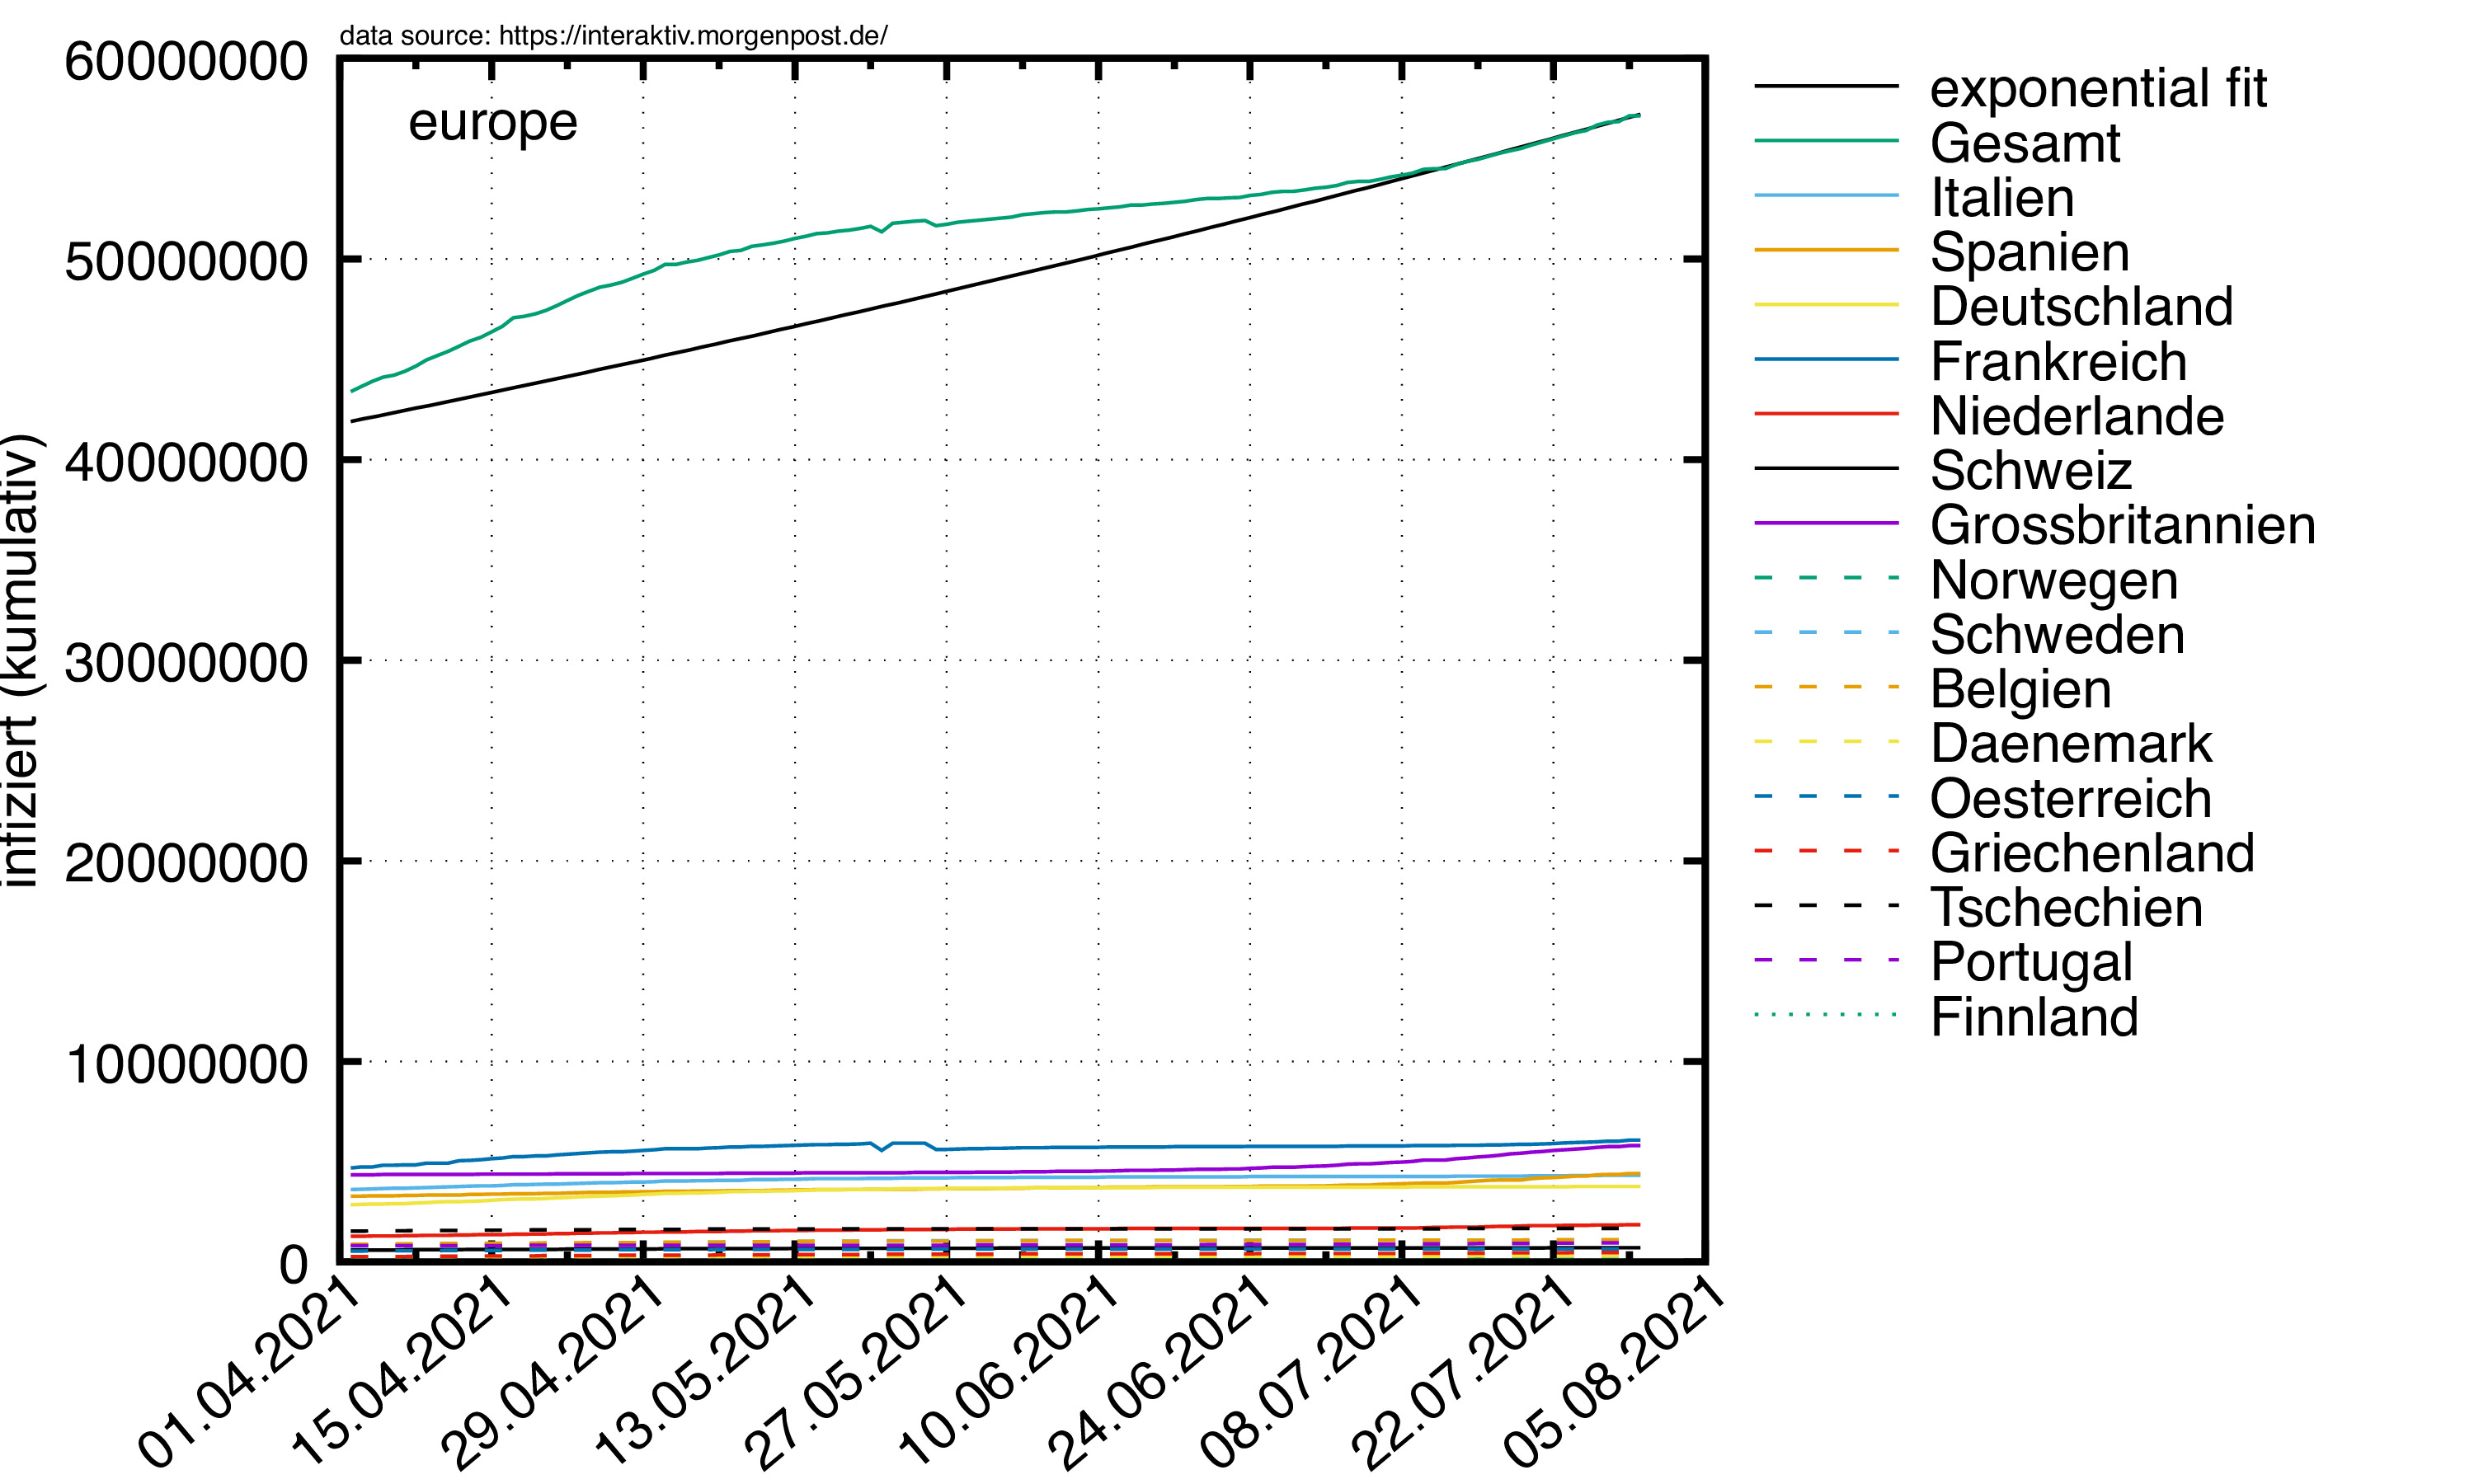 data source: https://interaktiv.morgenpost.de/
europe
infiziert (kumulativ)
60000000
50000000
40000000
30000000
20000000
10000000
0
01.04.2021
15.04.2021
29.04.2021
13.05.2021
27.05.2021
10.06.2021
24.06.2021
08.07.2021
22.07.2021
05.08.2021
exponential fit
Gesamt
Italien
Spanien
Deutschland
Frankreich
Niederlande
Schweiz
Grossbritannien
Norwegen
Schweden
Belgien
Daenemark
Oesterreich
Griechenland
Tschechien
Portugal
Finnland